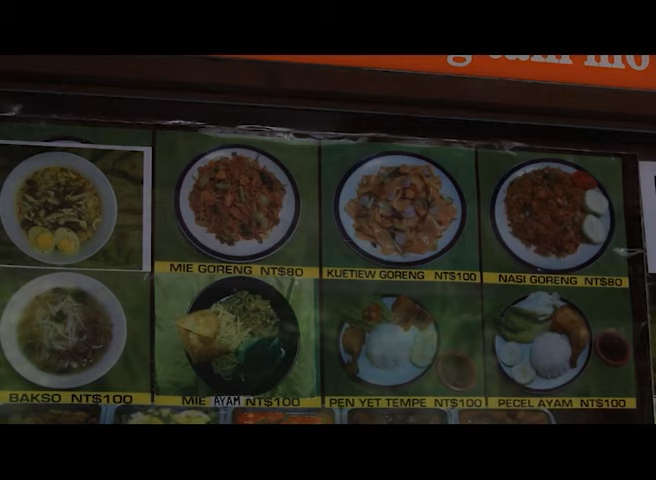 MIE GORENG NT$80
KUETIEW GORENG NT$100
NASI GORENG NT$80
BAKSO NT$100
MIE AYAM NT$100
PEN YET TEMPE NT$100
PECEL AYAM NT$100